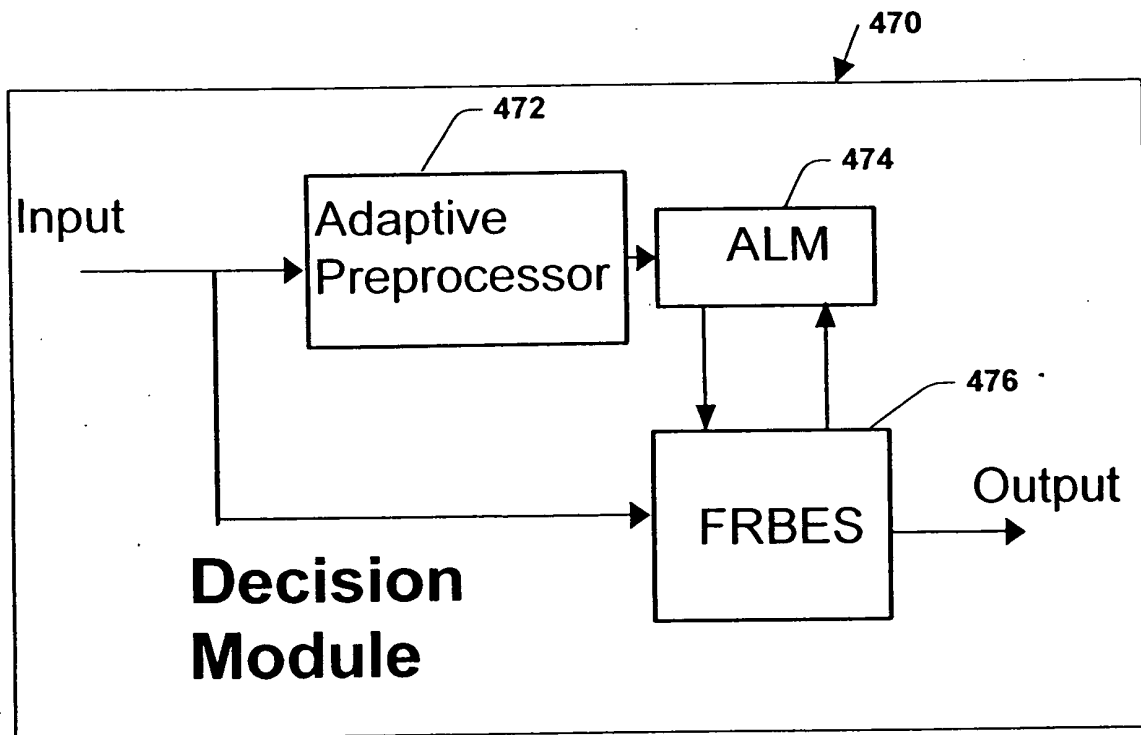 470
472
474
Input
Adaptive
Preprocessor
ALM
476
FRBES
Output
Decision
Module